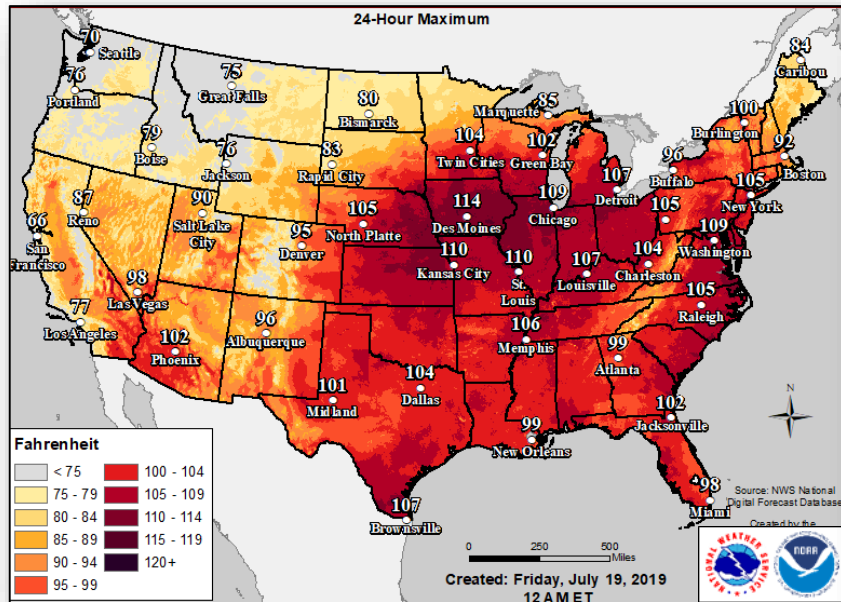 24-Hour Maximum
70
Seattle
76
Portland
75
Great Falls
80
Bismarck
Marquette
85
84
Caribou
79
Boise
76
Jackson
83
Rapid City
104
Twin Cities
102
Green Bay
100
Burlington
92
Boston
96
Buffalo
87
Reno
90
Salt Lake
City
105
North Platte
114
Des Moines
109
Chicago
107
Detroit
105
105
New York
66
San
Francisco
95
Denver
110
Kansas City
110
St.
Louis
107
Louisville
104
Charleston
109
Washington
98
Las Vegas
77
Los Angeles
102
Phoenix
96
Albuquerque
106
Memphis
105
Raleigh
99
Atlanta
101
Midland
104
Dallas
99
New Orleans
102
Jacksonville
107
Brownsville
98
Miami
N
Fahrenheit
< 75
75 - 79
80 - 84
85 - 89
90 - 94
95 - 99
100 - 104
105 - 109
110 - 114
115 - 119
120+
0 250 500
Miles
Created: Friday, July 19, 2019
12AM ET
Source: NWS National
Digital Forecast Database
Created by the
NATIONAL WEATHER SERVICE
NOAA